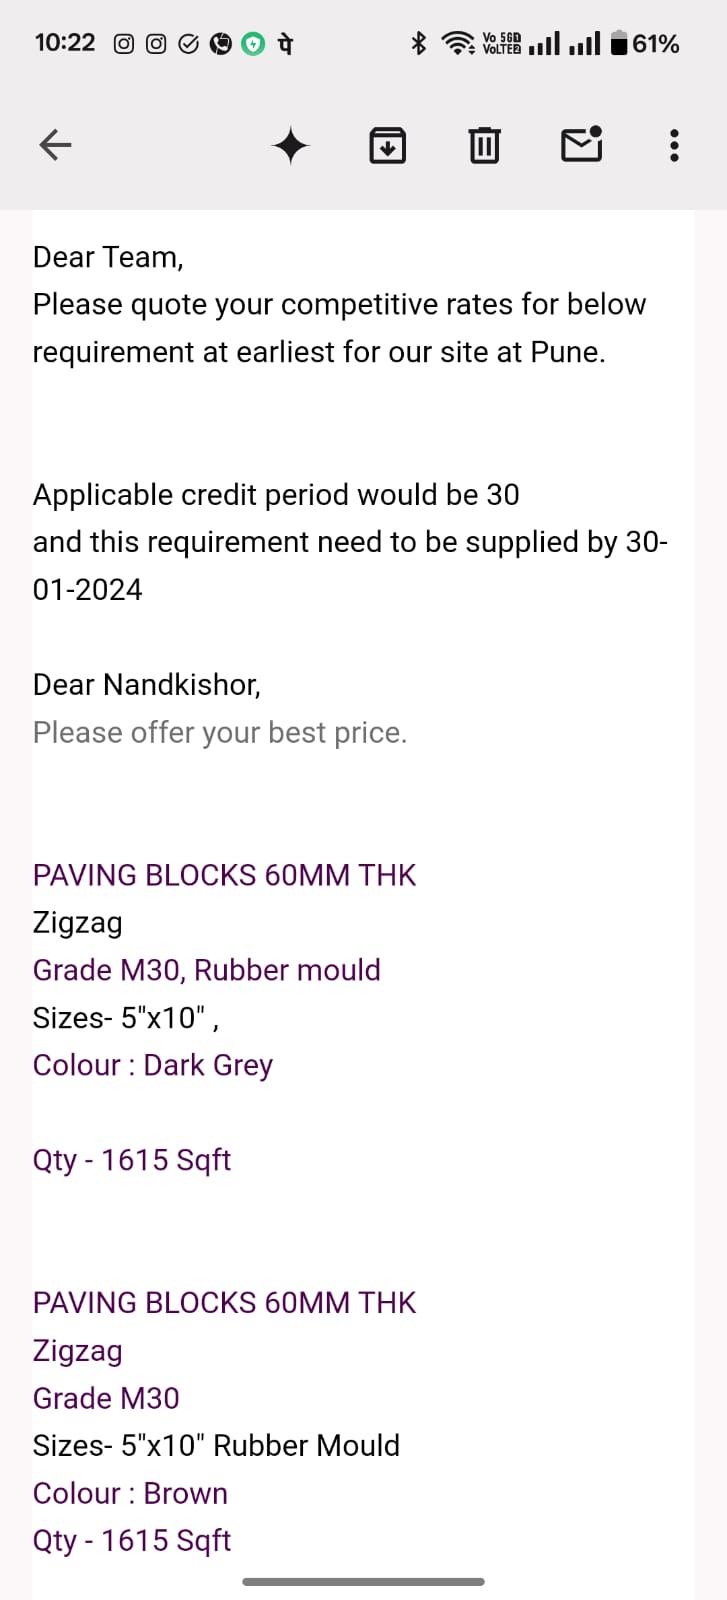 10:22 पे Vo 5GD VoLTE2 61%
Dear Team,
Please quote your competitive rates for below
requirement at earliest for our site at Pune.
Applicable credit period would be 30
and this requirement need to be supplied by 30-
01-2024
Dear Nandkishor,
Please offer your best price.
PAVING BLOCKS 60MM THK
Zigzag
Grade M30, Rubber mould
Sizes- 5"x10" ,
Colour : Dark Grey
Qty - 1615 Sqft
PAVING BLOCKS 60MM THK
Zigzag
Grade M30
Sizes- 5"x10" Rubber Mould
Colour : Brown
Qty - 1615 Sqft